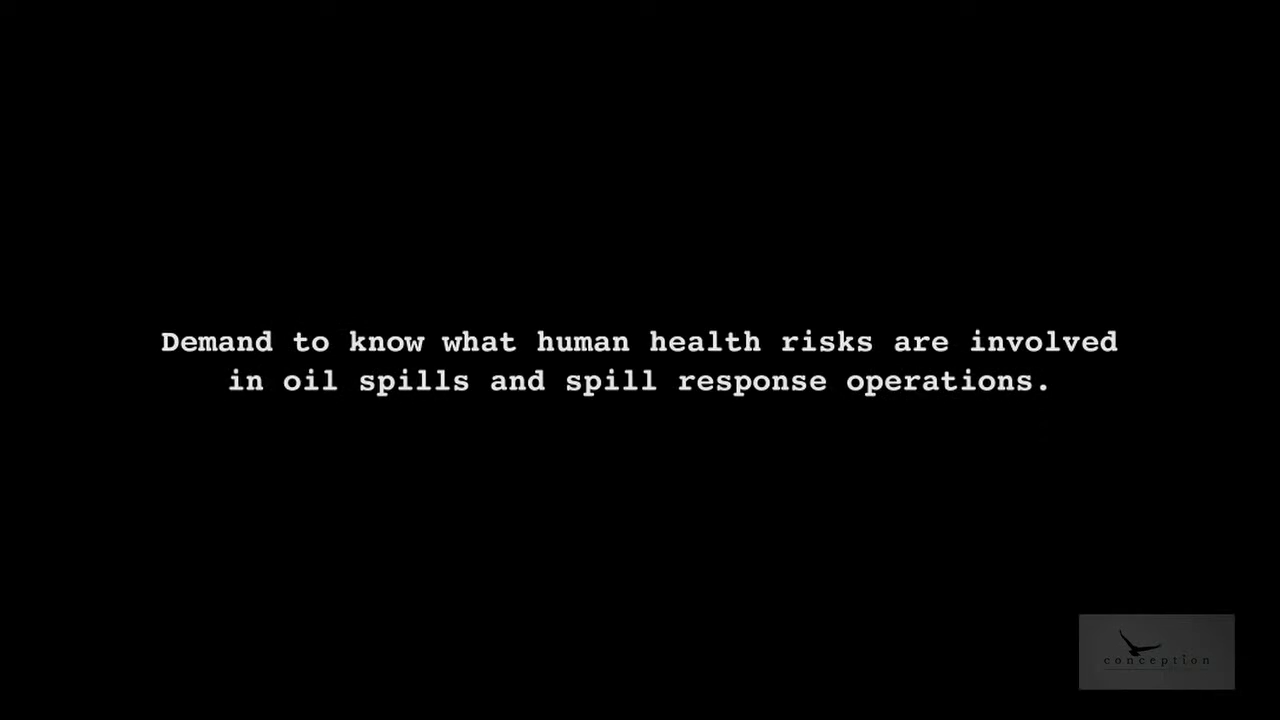 Demand to know what human health risks are involved
in oil spills and spill response operations.
conception